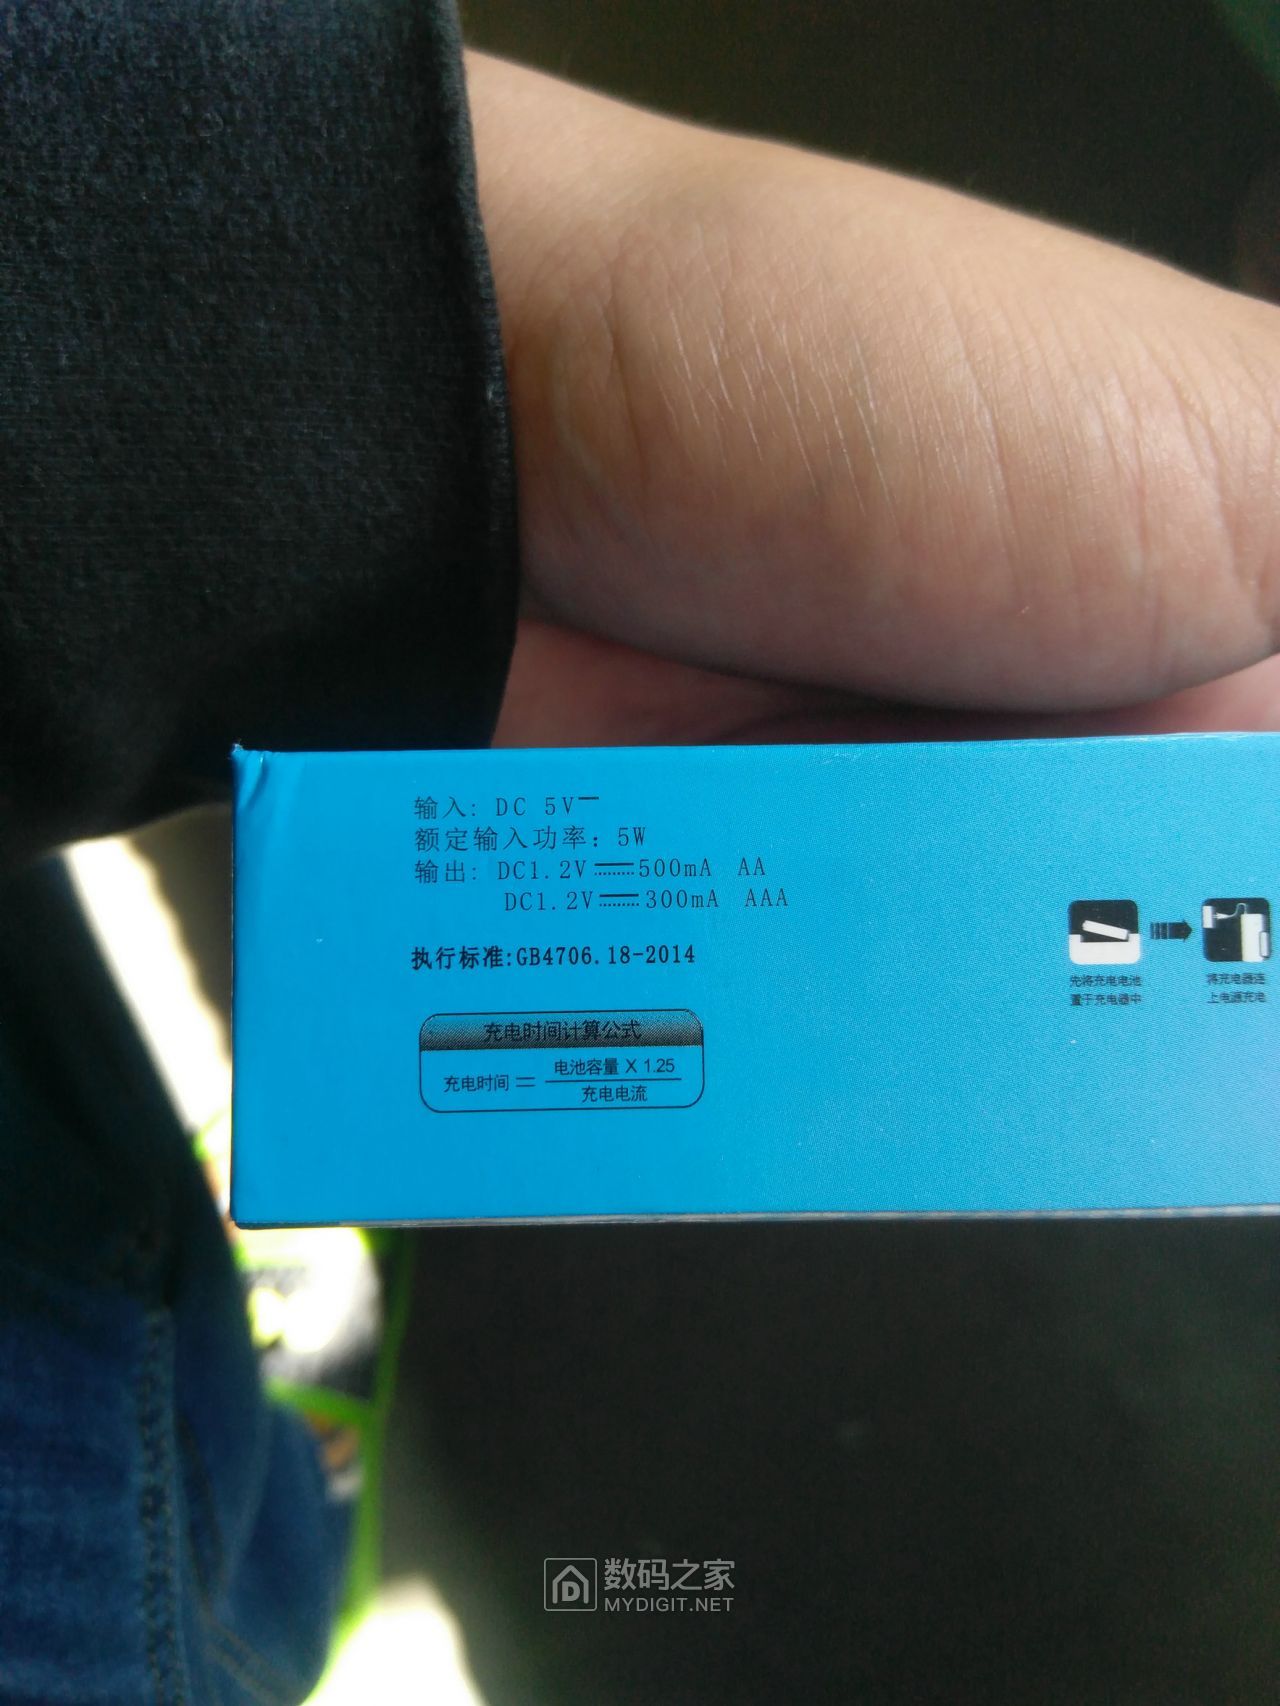 输入: DC 5V⎓
额定输入功率: 5W
输出: DC1.2V⎓500mA AA
DC1.2V⎓300mA AAA
执行标准:GB4706.18-2014
充电时间计算公式
充电时间 = 电池容量 X 1.25
充电电流
先将充电电池
置于充电器中
将充电器连
上电源充电
数码之家
MYDIGIT.NET